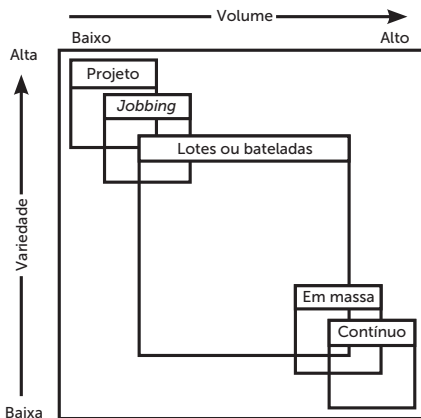 Volume
Baixo Alto
Alta
Projeto
Jobbing
Lotes ou bateladas
Variedade
Em massa
Contínuo
Baixa